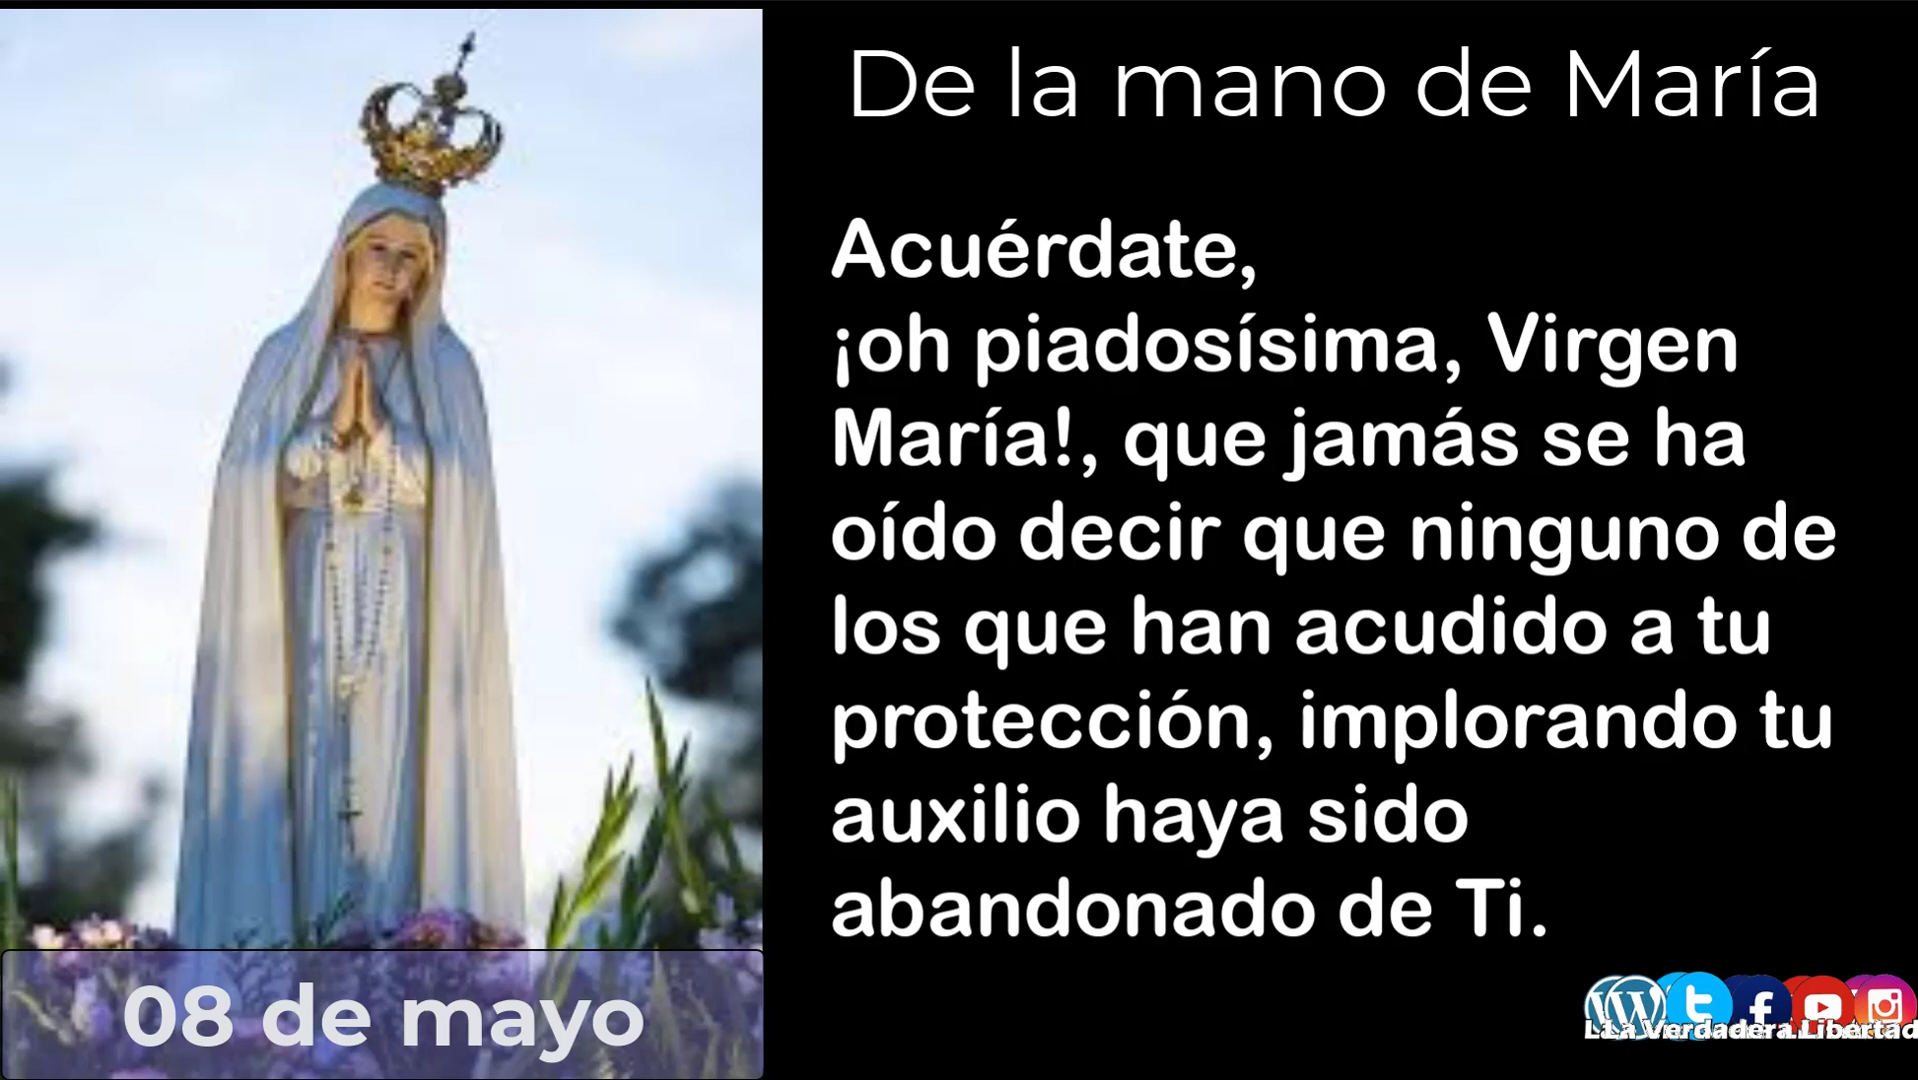 De la mano de María
Acuérdate,
¡oh piadosísima, Virgen
María!, que jamás se ha
oído decir que ninguno de
los que han acudido a tu
protección, implorando tu
auxilio haya sido
abandonado de Ti.
08 de mayo
La Verdadera Libertad